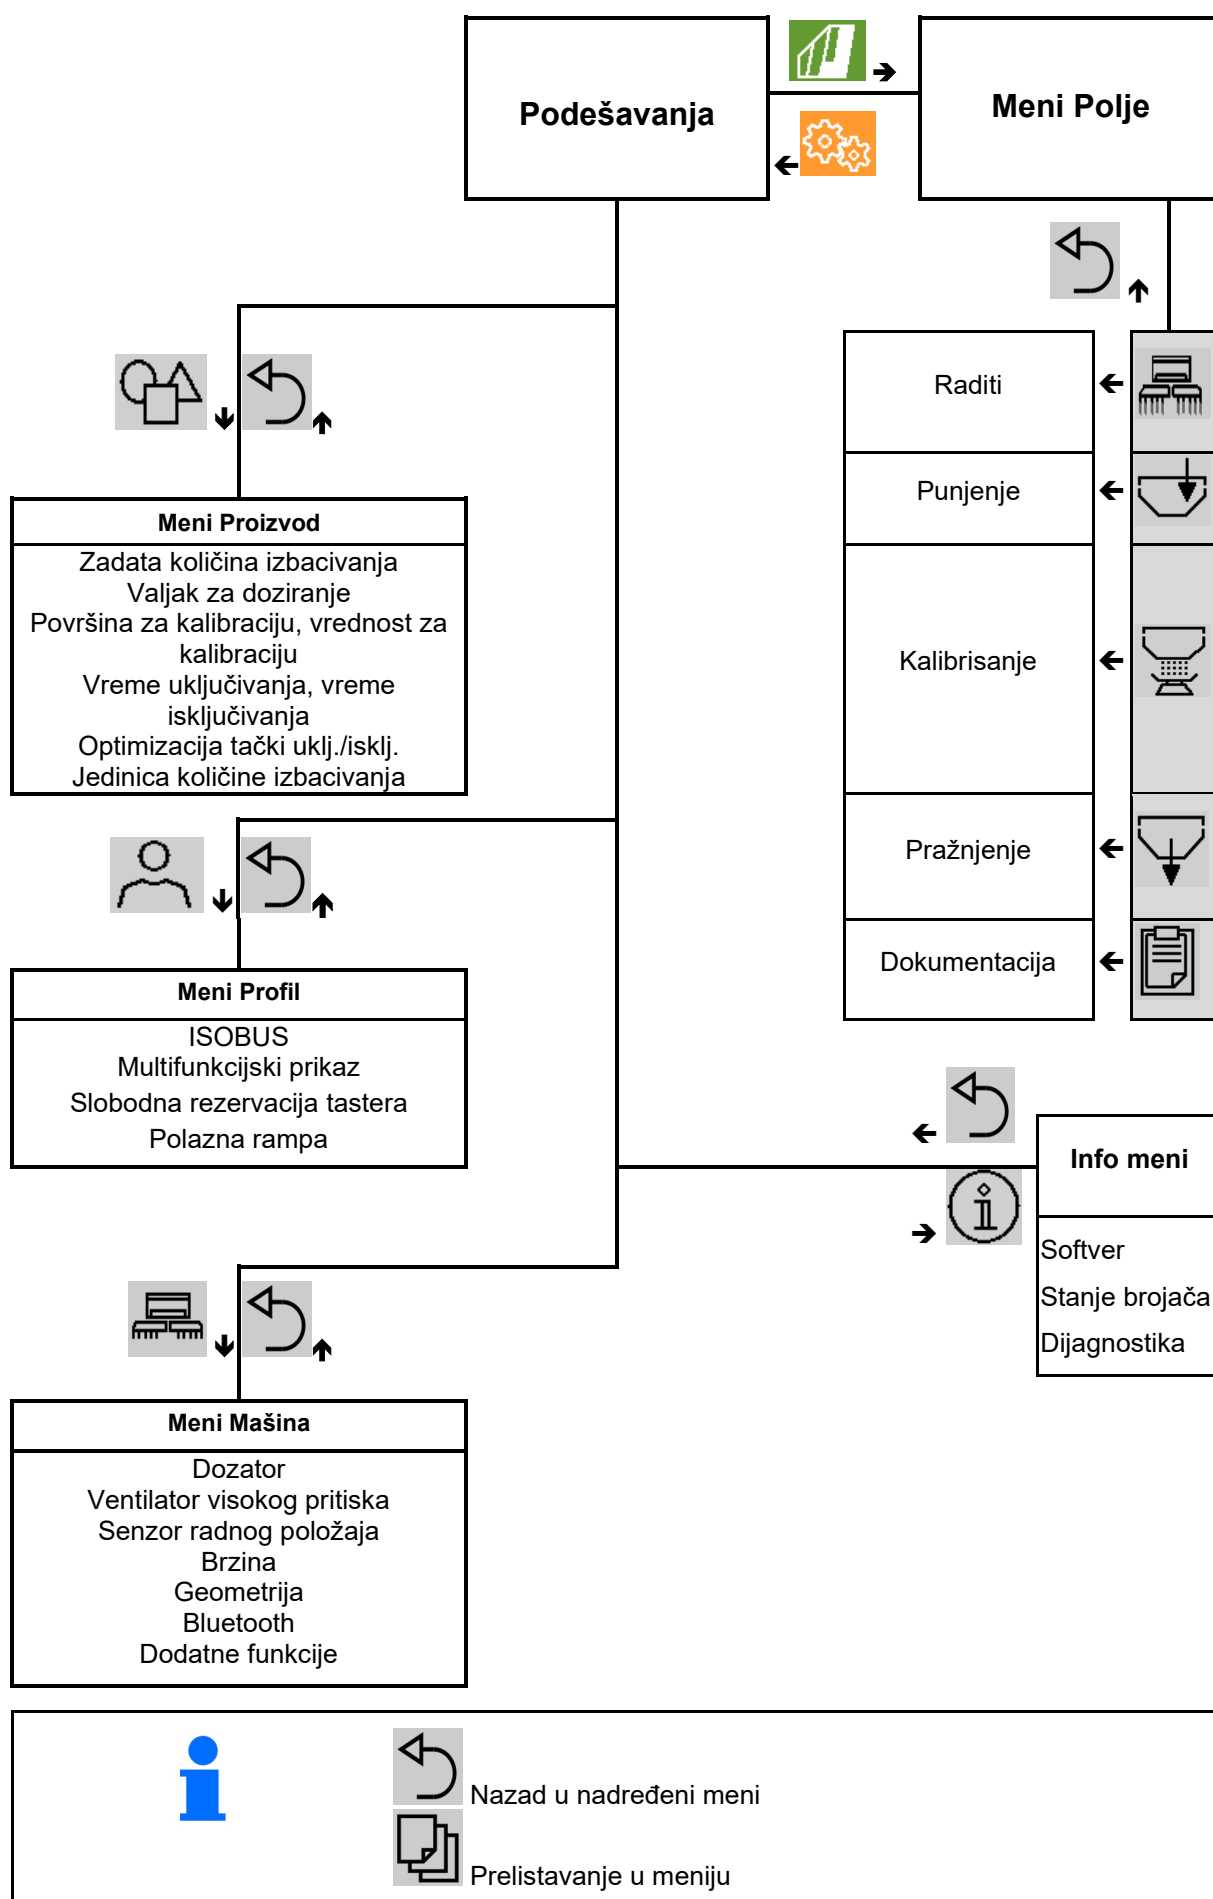 Podešavanja
Meni Polje
Raditi
Punjenje
Kalibrisanje
Pražnjenje
Dokumentacija
Meni Proizvod
Zadata količina izbacivanja
Valjak za doziranje
Površina za kalibraciju, vrednost za
kalibraciju
Vreme uključivanja, vreme
isključivanja
Optimizacija tački uklj./isklj.
Jedinica količine izbacivanja
Meni Profil
ISOBUS
Multifunkcijski prikaz
Slobodna rezervacija tastera
Polazna rampa
Info meni
Softver
Stanje brojača
Dijagnostika
Meni Mašina
Dozator
Ventilator visokog pritiska
Senzor radnog položaja
Brzina
Geometrija
Bluetooth
Dodatne funkcije
Nazad u nadređeni meni
Prelistavanje u meniju